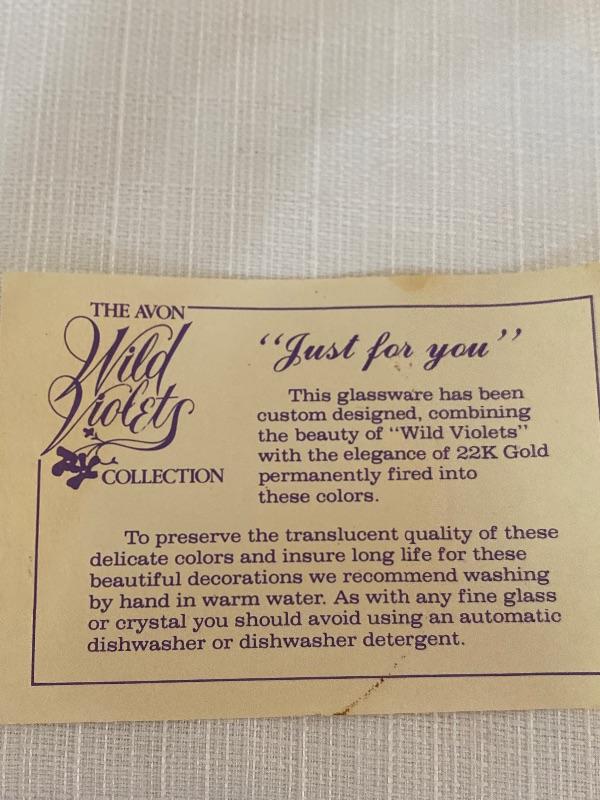 THE AVON
Wild
Violets
COLLECTION
“Just for you”
This glassware has been
custom designed, combining
the beauty of “Wild Violets”
with the elegance of 22K Gold
permanently fired into
these colors.
To preserve the translucent quality of these
delicate colors and insure long life for these
beautiful decorations we recommend washing
by hand in warm water. As with any fine glass
or crystal you should avoid using an automatic
dishwasher or dishwasher detergent.